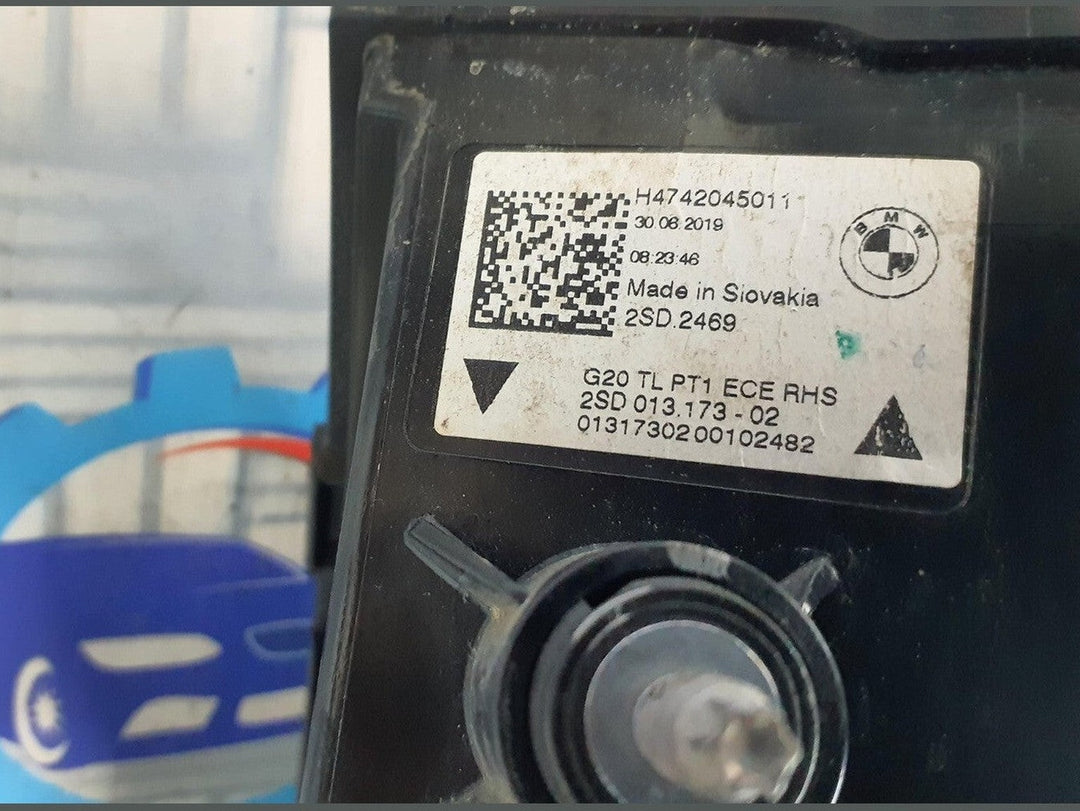 H4742045011
30.06.2019
08:23:46
Made in Slovakia
2SD.2469
BMW
G20 TL PT1 ECE RHS
2SD 013.173-02
01317302 00102482